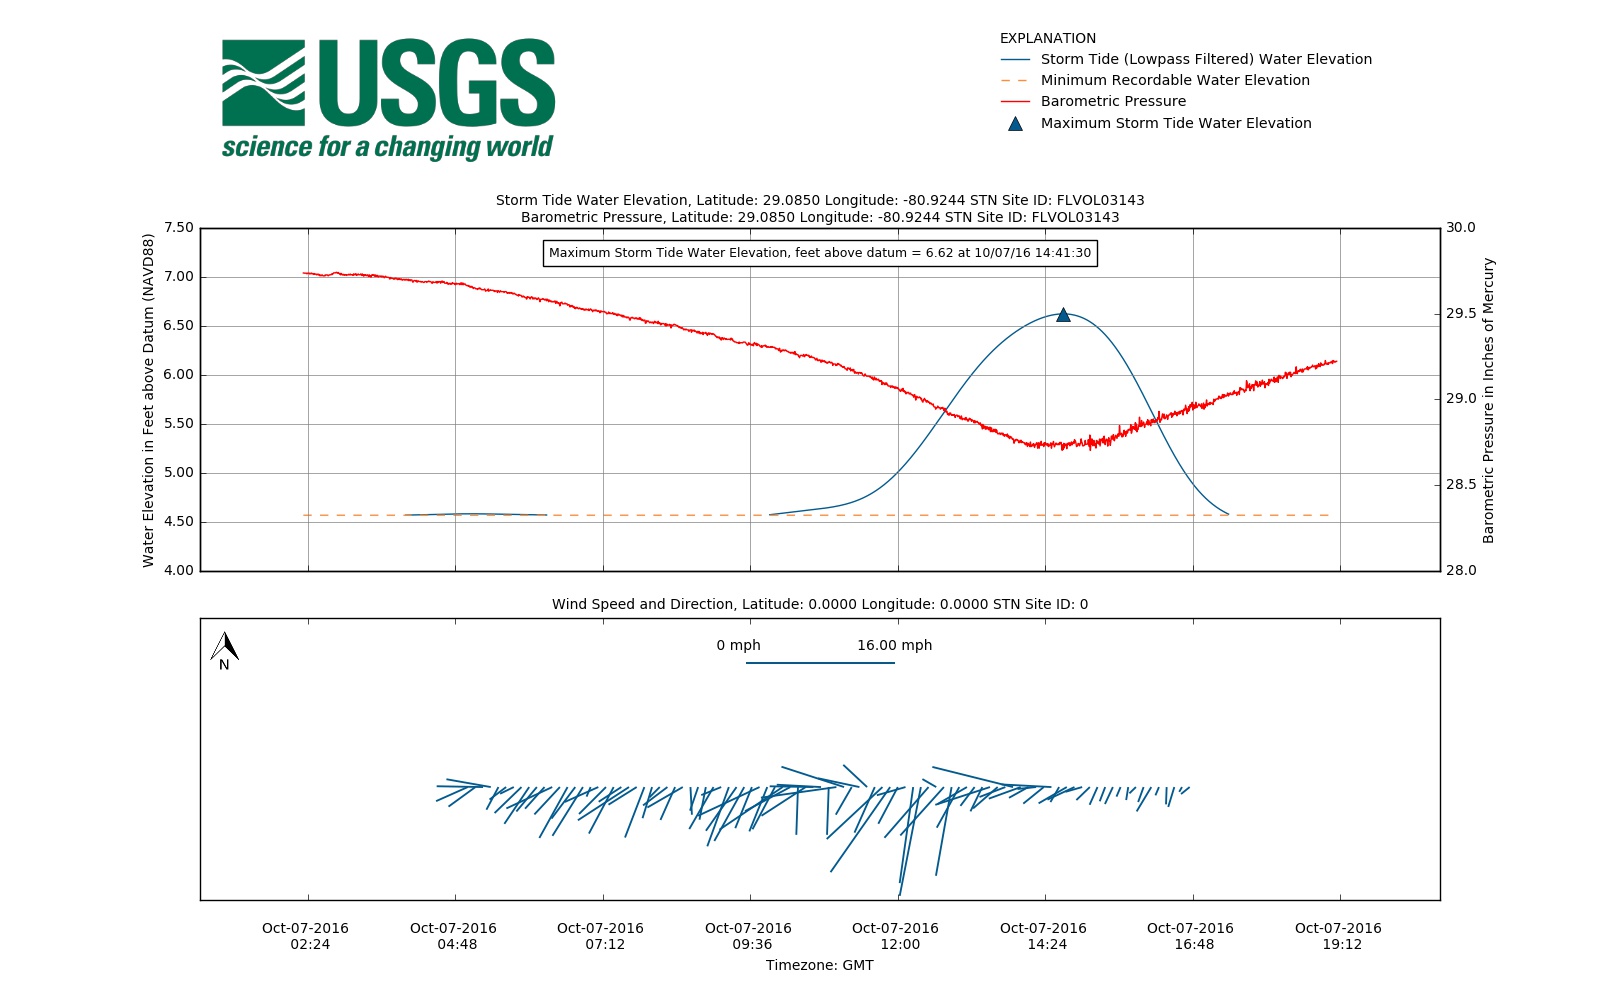 USGS
science for a changing world
EXPLANATION
Storm Tide (Lowpass Filtered) Water Elevation
Minimum Recordable Water Elevation
Barometric Pressure
Maximum Storm Tide Water Elevation
Storm Tide Water Elevation, Latitude: 29.0850 Longitude: -80.9244 STN Site ID: FLVOL03143
Barometric Pressure, Latitude: 29.0850 Longitude: -80.9244 STN Site ID: FLVOL03143
Maximum Storm Tide Water Elevation, feet above datum = 6.62 at 10/07/16 14:41:30
Water Elevation in Feet above Datum (NAVD88)
7.50
7.00
6.50
6.00
5.50
5.00
4.50
4.00
30.0
29.5
29.0
28.5
28.0
Barometric Pressure in Inches of Mercury
Wind Speed and Direction, Latitude: 0.0000 Longitude: 0.0000 STN Site ID: 0
N
0 mph 16.00 mph
Oct-07-2016 Oct-07-2016 Oct-07-2016 Oct-07-2016 Oct-07-2016 Oct-07-2016 Oct-07-2016 Oct-07-2016
02:24 04:48 07:12 09:36 12:00 14:24 16:48 19:12
Timezone: GMT